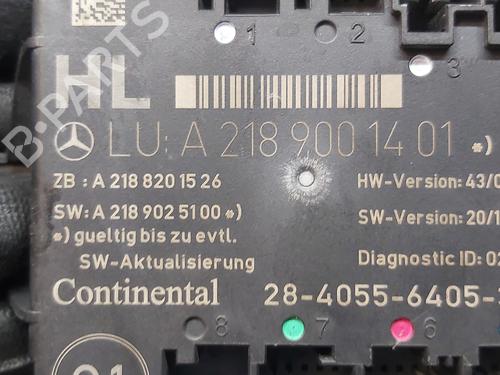 1 2
3
HL
LU: A 218 900 14 01 *)
ZB : A 218 820 15 26
HW-Version: 43/0
SW: A 218 902 51 00 *)
SW-Version: 20/1
*) gueltig bis zu evtl.
SW-Aktualisierung
Diagnostic ID: 02
Continental 28-4055-6405-
8 7 6
B-PARTS